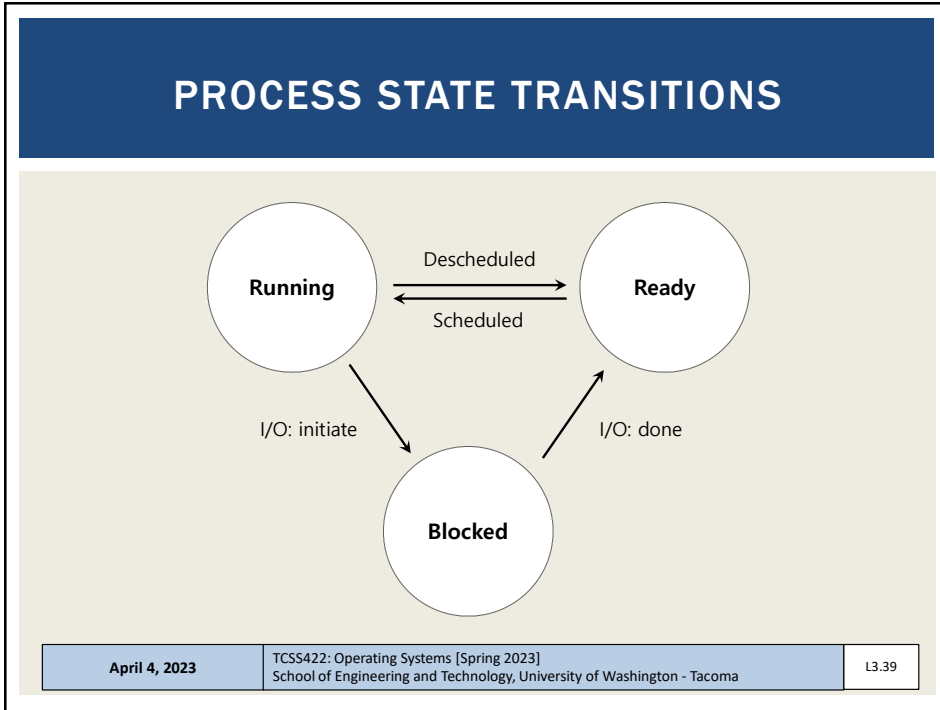 PROCESS STATE TRANSITIONS
Descheduled
Running
Ready
Scheduled
I/O: initiate
I/O: done
Blocked
April 4, 2023
TCSS422: Operating Systems [Spring 2023]
School of Engineering and Technology, University of Washington - Tacoma
L3.39